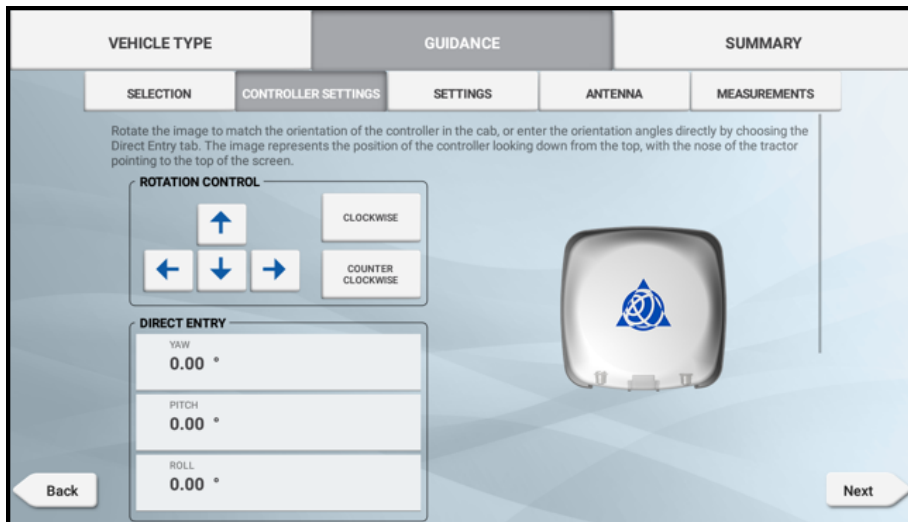 VEHICLE TYPE
GUIDANCE
SUMMARY
SELECTION
CONTROLLER SETTINGS
SETTINGS
ANTENNA
MEASUREMENTS
Rotate the image to match the orientation of the controller in the cab, or enter the orientation angles directly by choosing the
Direct Entry tab. The image represents the position of the controller looking down from the top, with the nose of the tractor
pointing to the top of the screen.
ROTATION CONTROL
CLOCKWISE
COUNTER
CLOCKWISE
DIRECT ENTRY
YAW
0.00 °
PITCH
0.00 °
ROLL
0.00 °
Back
Next